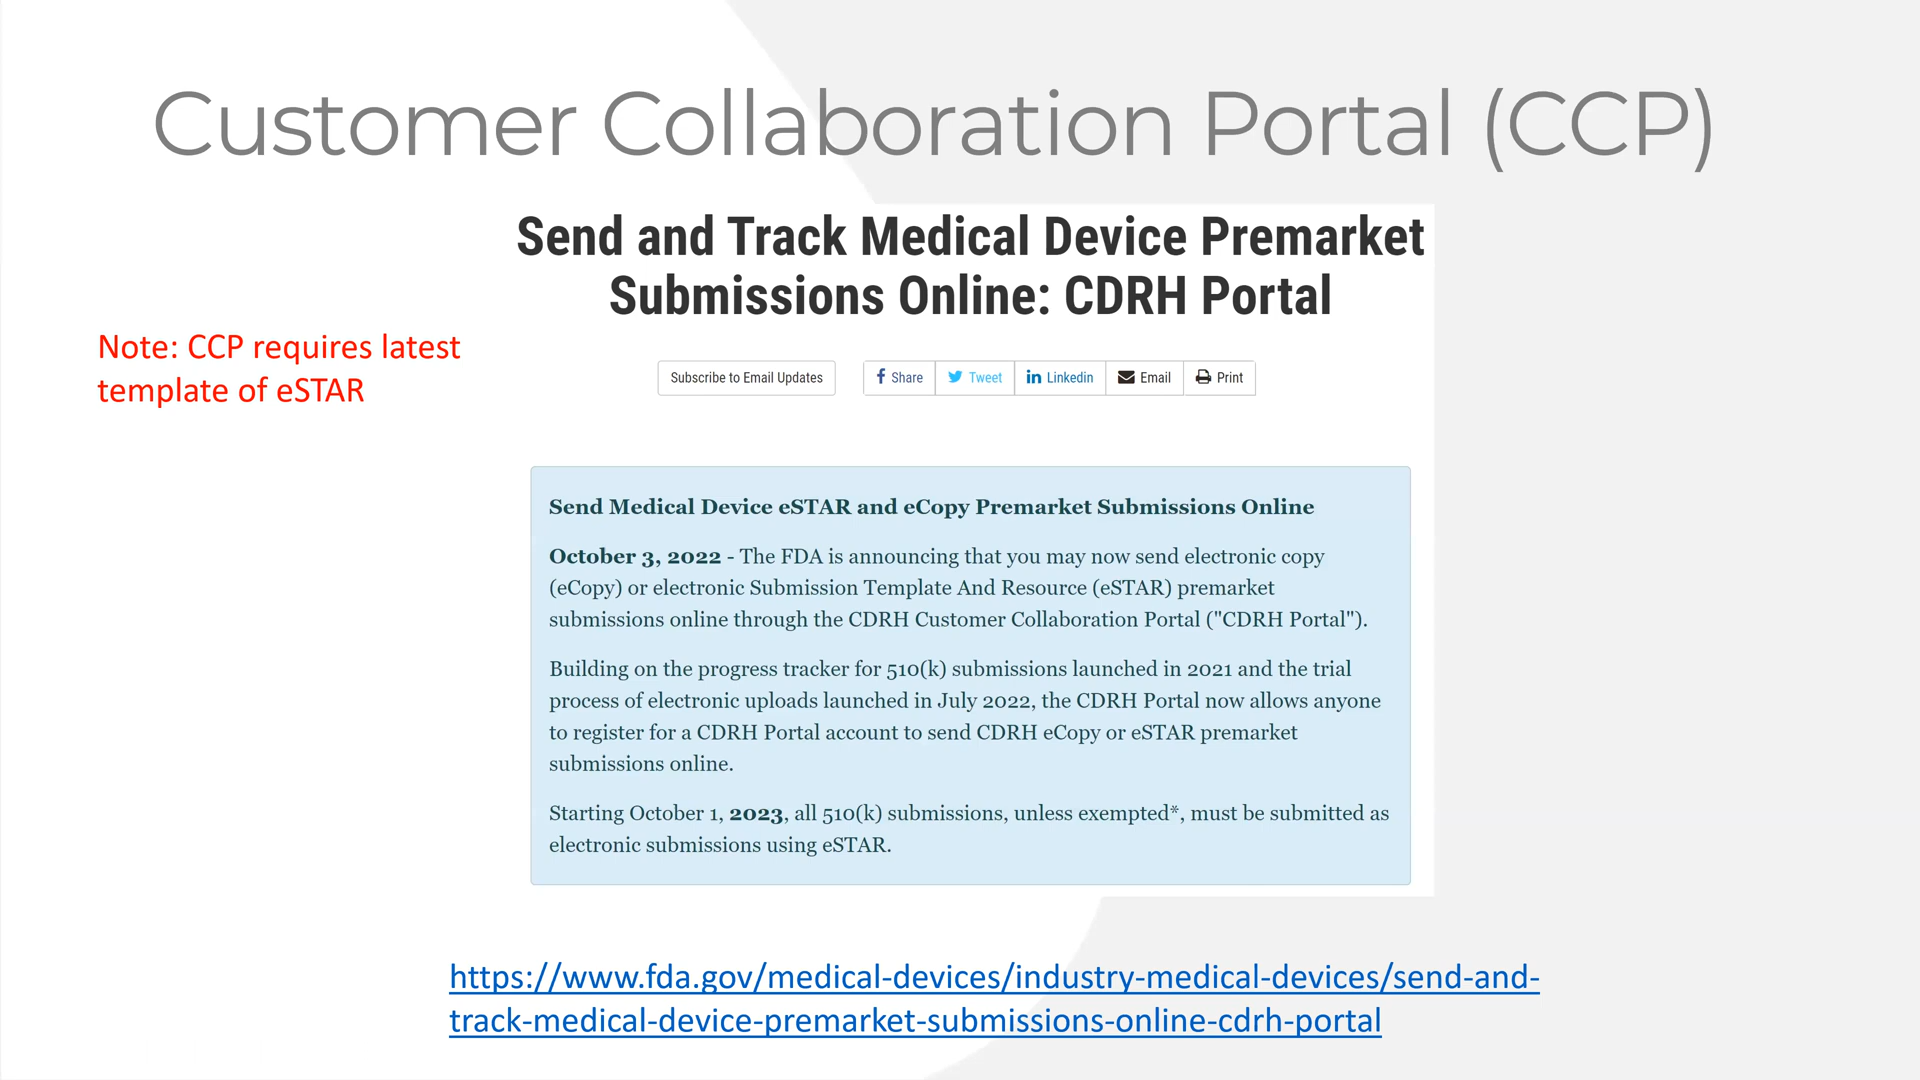 Customer Collaboration Portal (CCP)
Send and Track Medical Device Premarket
Submissions Online: CDRH Portal
Note: CCP requires latest
template of eSTAR
Subscribe to Email Updates
Share
Tweet
in Linkedin
Email
Print
Send Medical Device eSTAR and eCopy Premarket Submissions Online
October 3, 2022 - The FDA is announcing that you may now send electronic copy
(eCopy) or electronic Submission Template And Resource (eSTAR) premarket
submissions online through the CDRH Customer Collaboration Portal ("CDRH Portal").
Building on the progress tracker for 510(k) submissions launched in 2021 and the trial
process of electronic uploads launched in July 2022, the CDRH Portal now allows anyone
to register for a CDRH Portal account to send CDRH eCopy or eSTAR premarket
submissions online.
Starting October 1, 2023, all 510(k) submissions, unless exempted*, must be submitted as
electronic submissions using eSTAR.
https://www.fda.gov/medical-devices/industry-medical-devices/send-and-
track-medical-device-premarket-submissions-online-cdrh-portal